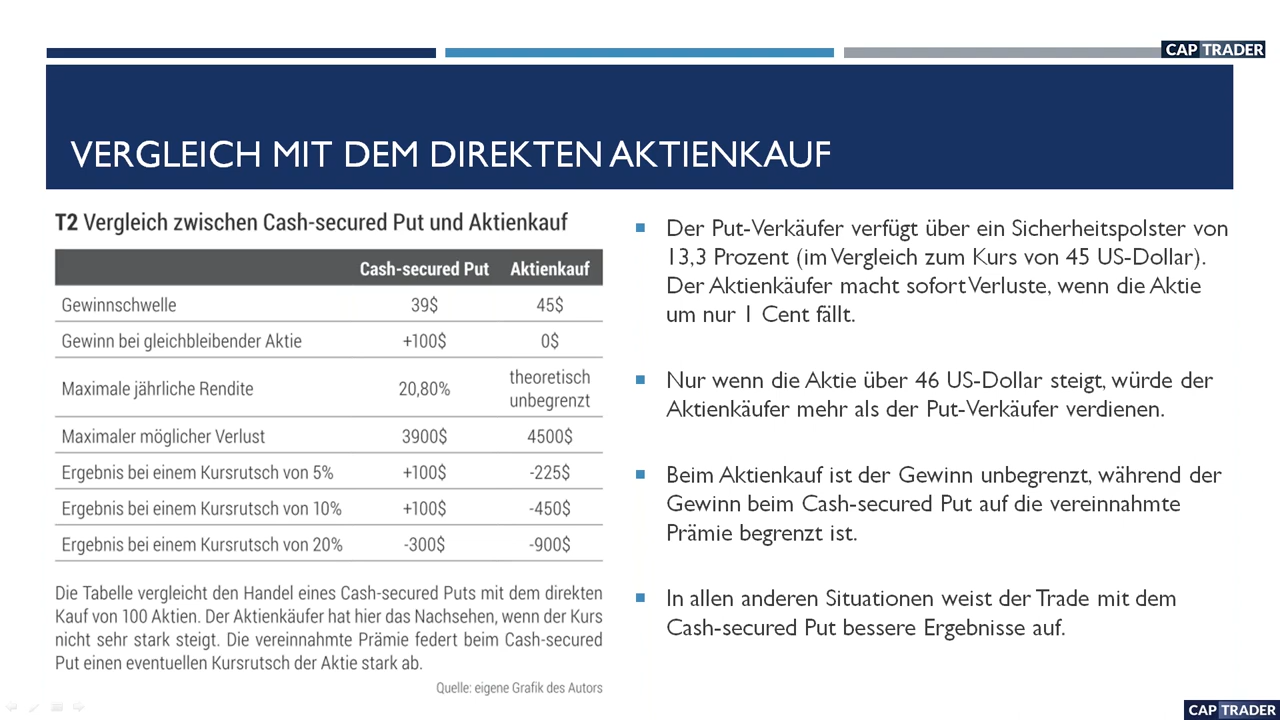 CAP TRADER
VERGLEICH MIT DEM DIREKTEN AKTIENKAUF
T2 Vergleich zwischen Cash-secured Put und Aktienkauf
Cash-secured Put Aktienkauf
Gewinnschwelle 39$ 45$
Gewinn bei gleichbleibender Aktie +100$ 0$
Maximale jährliche Rendite 20,80% theoretisch
unbegrenzt
Maximaler möglicher Verlust 3900$ 4500$
Ergebnis bei einem Kursrutsch von 5% +100$ -225$
Ergebnis bei einem Kursrutsch von 10% +100$ -450$
Ergebnis bei einem Kursrutsch von 20% -300$ -900$
Die Tabelle vergleicht den Handel eines Cash-secured Puts mit dem direkten
Kauf von 100 Aktien. Der Aktienkäufer hat hier das Nachsehen, wenn der Kurs
nicht sehr stark steigt. Die vereinnahmte Prämie federt beim Cash-secured
Put einen eventuellen Kursrutsch der Aktie stark ab.
Quelle: eigene Grafik des Autors
Der Put-Verkäufer verfügt über ein Sicherheitspolster von
13,3 Prozent (im Vergleich zum Kurs von 45 US-Dollar).
Der Aktienkäufer macht sofort Verluste, wenn die Aktie
um nur 1 Cent fällt.
Nur wenn die Aktie über 46 US-Dollar steigt, würde der
Aktienkäufer mehr als der Put-Verkäufer verdienen.
Beim Aktienkauf ist der Gewinn unbegrenzt, während der
Gewinn beim Cash-secured Put auf die vereinnahmte
Prämie begrenzt ist.
In allen anderen Situationen weist der Trade mit dem
Cash-secured Put bessere Ergebnisse auf.
CAP TRADER